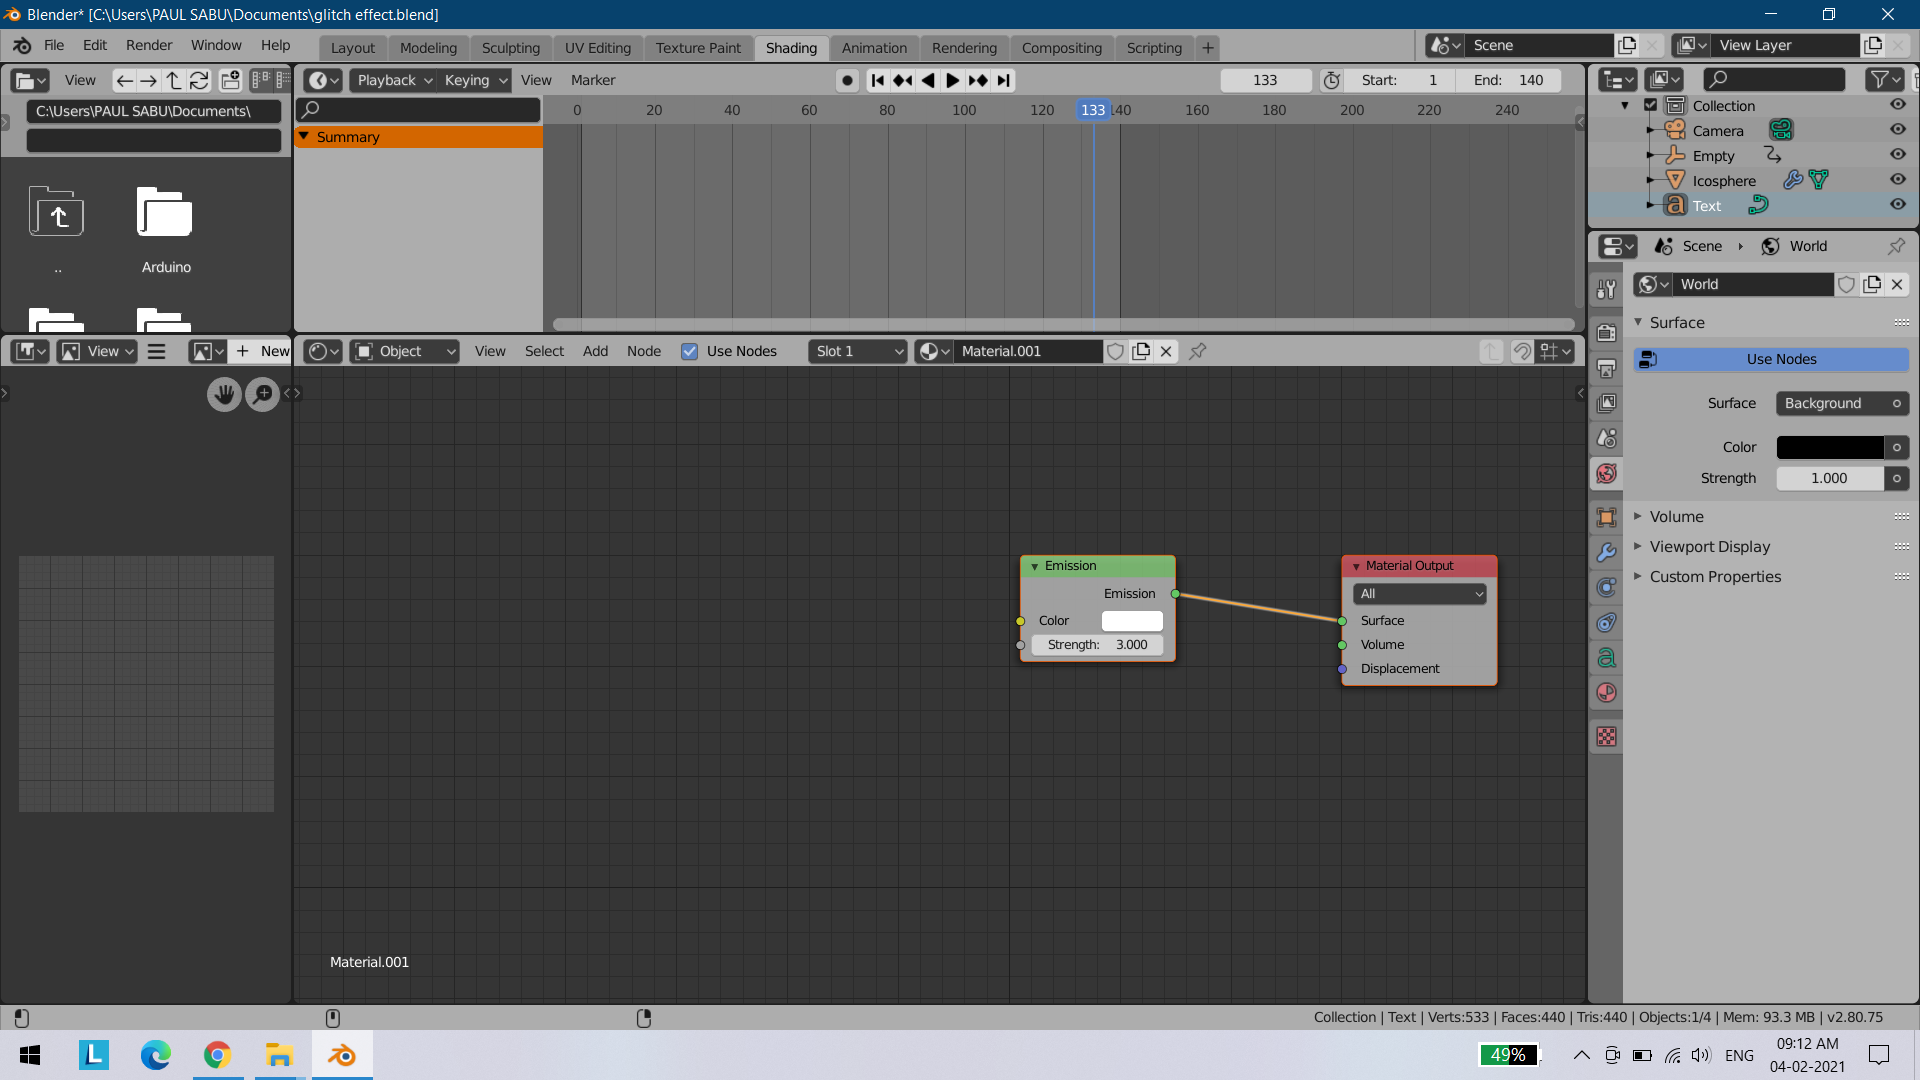 Blender* [C:\Users\PAUL SABU\Documents\glitch effect.blend]
File Edit Render Window Help Layout Modeling Sculpting UV Editing Texture Paint Shading Animation Rendering Compositing Scripting + Scene View Layer
View Playback Keying View Marker 133 Start: 1 End: 140
C:\Users\PAUL SABU\Documents\
0 20 40 60 80 100 120 133 140 160 180 200 220 240
Summary
Collection
Camera
Empty
Icosphere
Text
..
Arduino
Scene World
World
Surface
Use Nodes
Surface Background
Color
Strength 1.000
Volume
Viewport Display
Custom Properties
View + New Object View Select Add Node Use Nodes Slot 1 Material.001
Emission
Emission
Color
Strength: 3.000
Material Output
All
Surface
Volume
Displacement
Material.001
Collection | Text | Verts:533 | Faces:440 | Tris:440 | Objects:1/4 | Mem: 93.3 MB | v2.80.75
L
49%
ENG
09:12 AM
04-02-2021